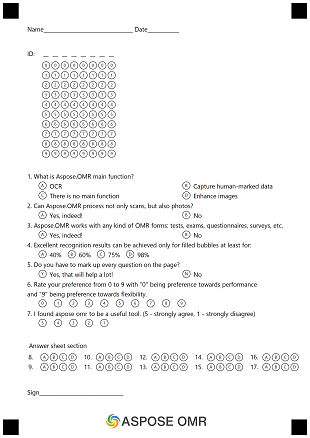 Name____________________________ Date__________
ID: _ _ _ _ _ _ _ _
0 0 0 0 0 0 0 0
1 1 1 1 1 1 1 1
2 2 2 2 2 2 2 2
3 3 3 3 3 3 3 3
4 4 4 4 4 4 4 4
5 5 5 5 5 5 5 5
6 6 6 6 6 6 6 6
7 7 7 7 7 7 7 7
8 8 8 8 8 8 8 8
9 9 9 9 9 9 9 9
1. What is Aspose.OMR main function?
A OCR B Capture human-marked data
C There is no main function D Enhance images
2. Can Aspose.OMR process not only scans, but also photos?
A Yes, indeed! B No
3. Aspose.OMR works with any kind of OMR forms: tests, exams, questionnaires, surveys, etc.
A Yes, indeed! B No
4. Excellent recognition results can be achieved only for filled bubbles at least for:
A 40% B 60% C 75% D 98%
5. Do you have to mark up every question on the page?
Y Yes, that will help a lot! N No
6. Rate your preference from 0 to 9 with "0" being preference towards performance
and "9" being preference towards flexibility.
0 1 2 3 4 5 6 7 8 9
7. I found aspose omr to be a useful tool. (5 - strongly agree, 1 - strongly disagree)
5 4 3 2 1
Answer sheet section
8. A B C D 10. A B C D 12. A B C D 14. A B C D 16. A B C D
9. A B C D 11. A B C D 13. A B C D 15. A B C D 17. A B C D
Sign__________________________
ASPOSE OMR